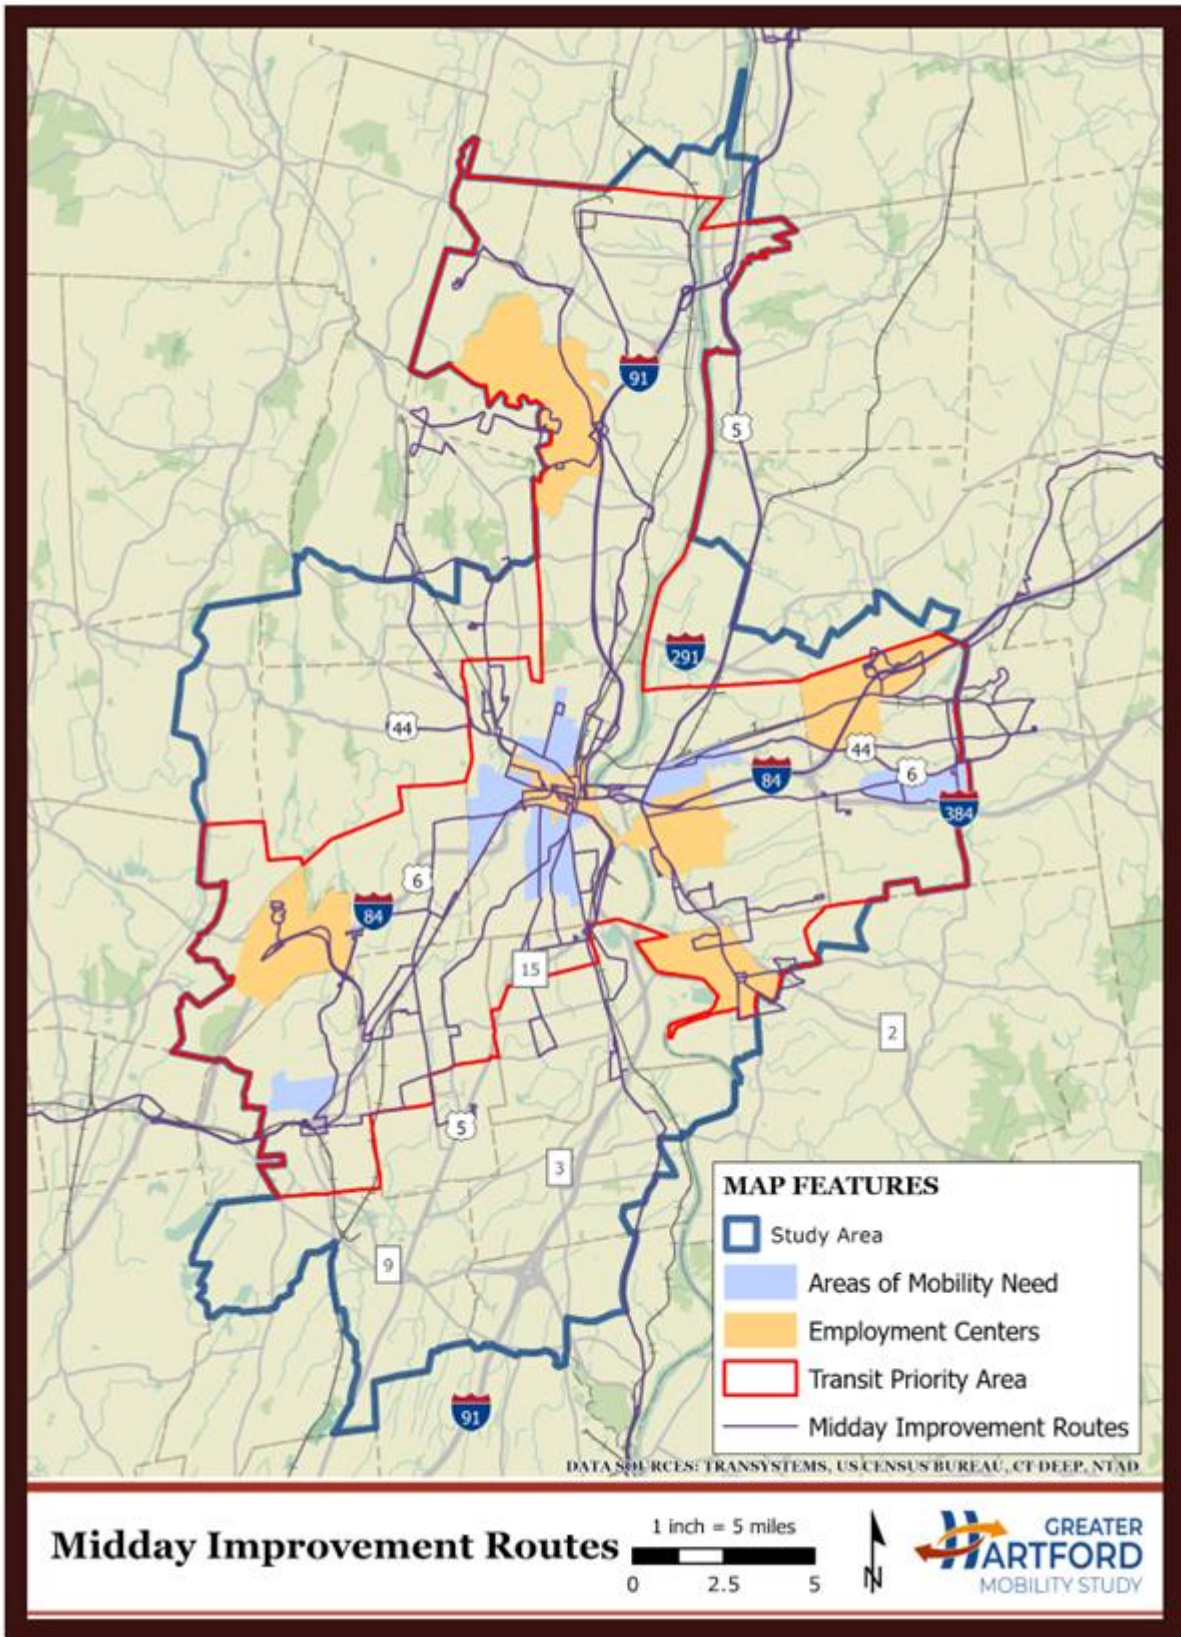 91
5
291
44
44
84
6
384
6
84
15
2
5
3
9
91
MAP FEATURES
Study Area
Areas of Mobility Need
Employment Centers
Transit Priority Area
Midday Improvement Routes
DATA SOURCES: TRANSYSTEMS, US CENSUS BUREAU, CT DEEP, NTAD
Midday Improvement Routes
1 inch = 5 miles
0 2.5 5
N
GREATER
HARTFORD
MOBILITY STUDY